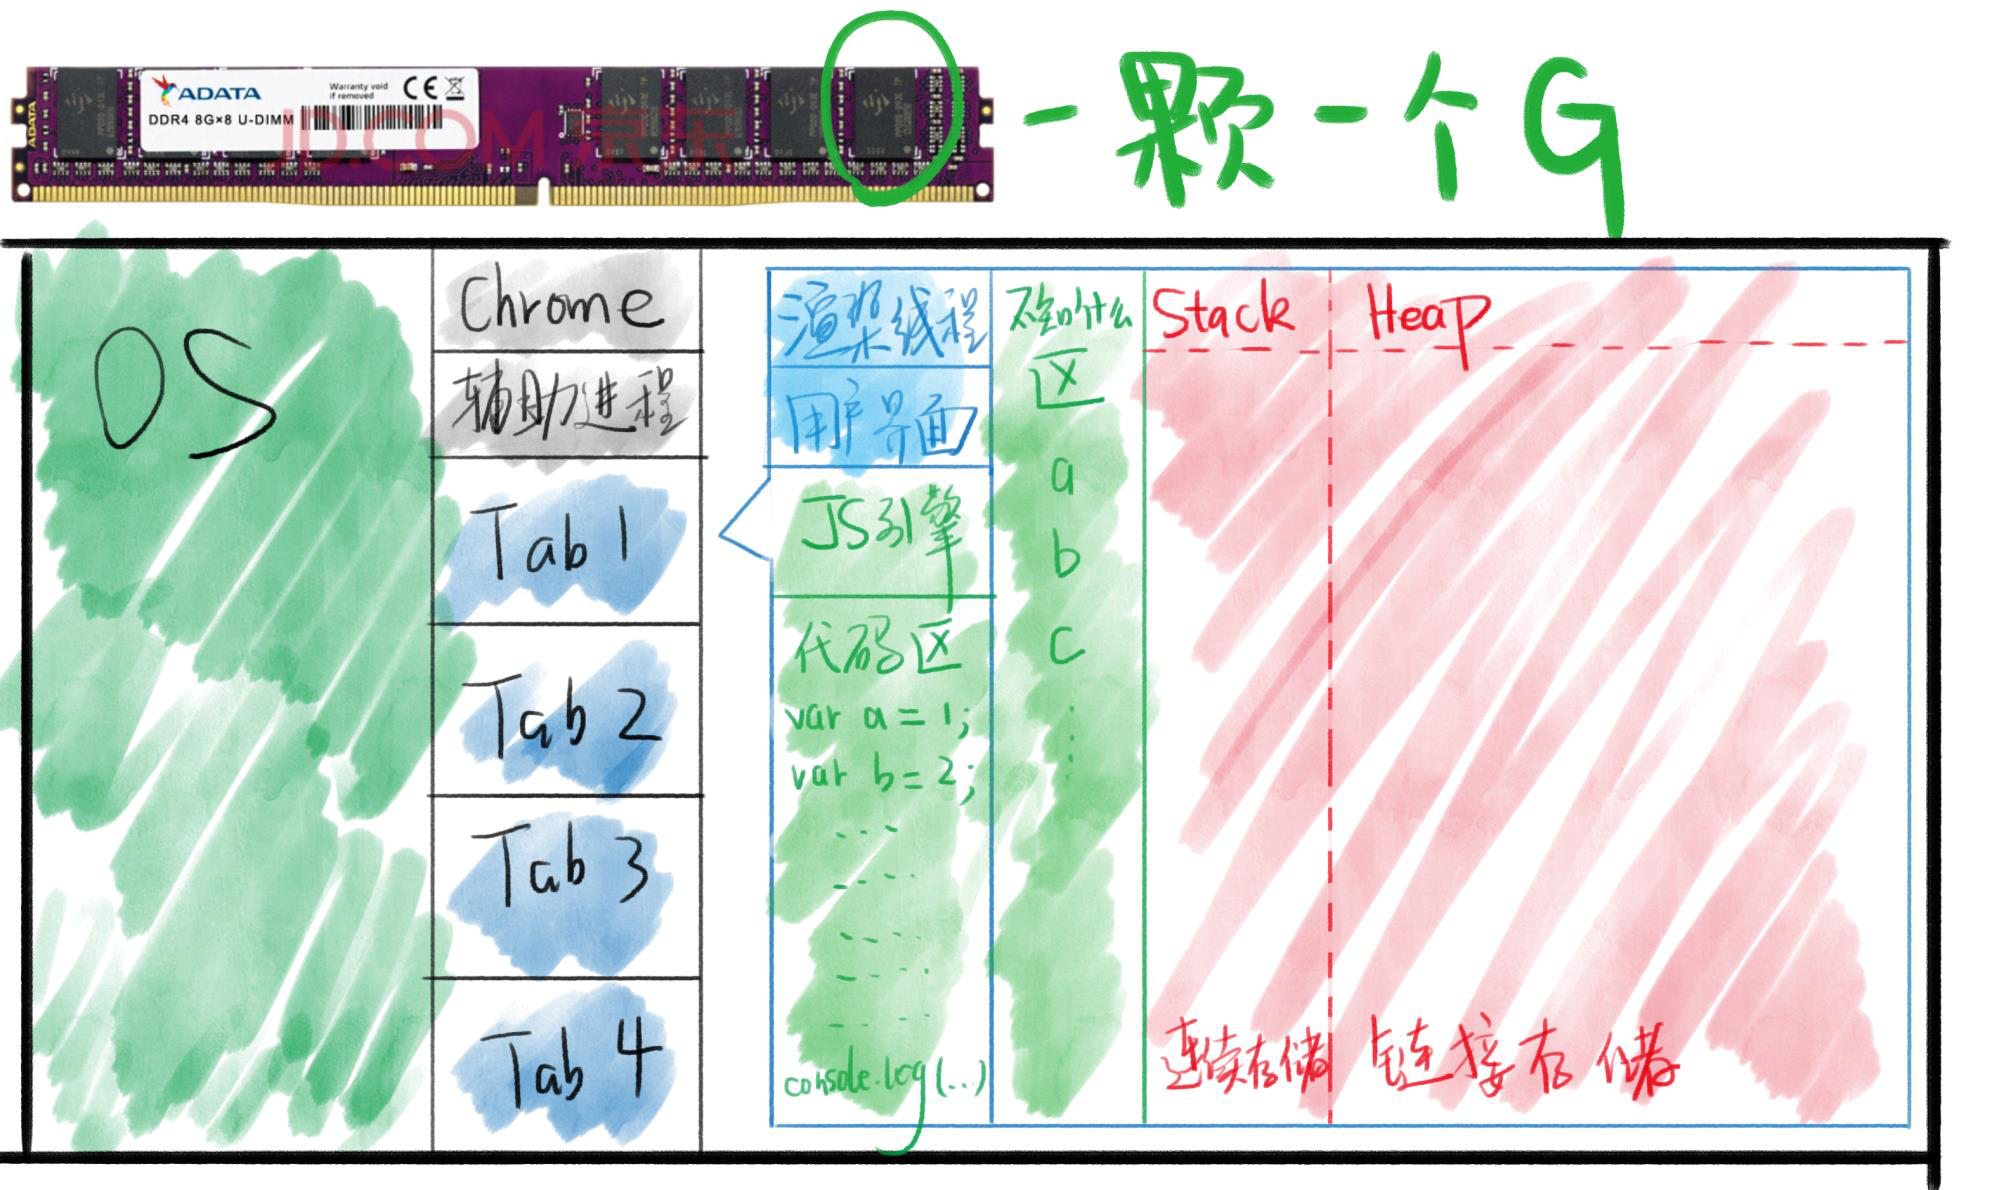 ADATA
ADATA
DDR4 8G×8 U-DIMM
Warranty void
if removed
CE
JD.COM 京东
一颗一个G
OS
Chrome
辅助进程
Tab 1
Tab 2
Tab 3
Tab 4
渲染线程
用户界面
JS引擎
代码区
var a = 1;
var b = 2;
console.log(...)
不知什么
区
a
b
c
Stack
Heap
连续存储
链接存储